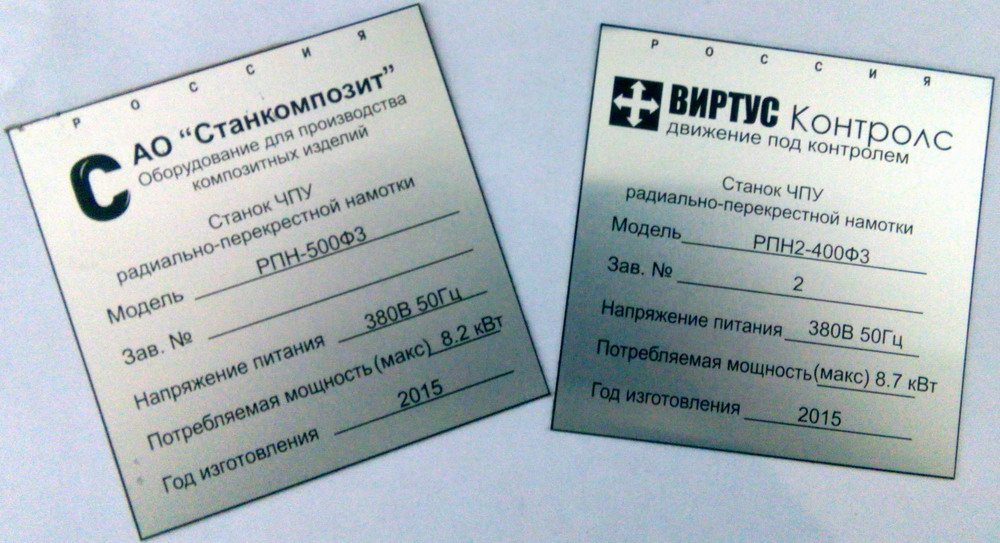 РОССИЯ
С
АО "Станкомпозит"
Оборудование для производства
композитных изделий
Станок ЧПУ
радиально-перекрестной намотки
Модель РПН-500Ф3
Зав. №
Напряжение питания 380В 50Гц
Потребляемая мощность(макс) 8.2 кВт
Год изготовления 2015
РОССИЯ
ВИРТУС Контролс
движение под контролем
Станок ЧПУ
радиально-перекрестной намотки
Модель РПН2-400Ф3
Зав. № 2
Напряжение питания 380В 50Гц
Потребляемая мощность(макс) 8.7 кВт
Год изготовления 2015